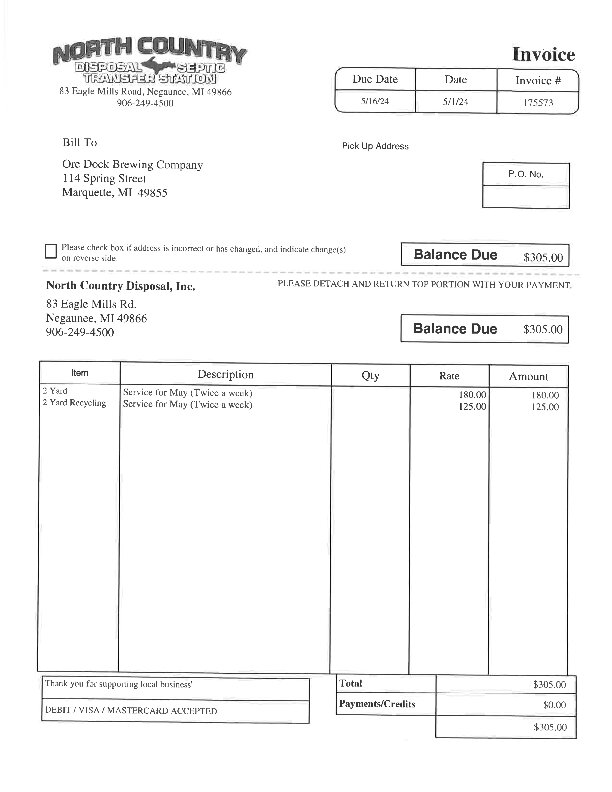 NORTH COUNTRY
DISPOSAL SEPTIC
TRANSFER STATION
83 Eagle Mills Road, Negaunee, MI 49866
906-249-4500
Invoice
Due Date Date Invoice #
5/16/24 5/1/24 175573
Bill To
Pick Up Address
Ore Dock Brewing Company
114 Spring Street
Marquette, MI 49855
P.O. No.
Please check box if address is incorrect or has changed, and indicate change(s)
on reverse side.
Balance Due $305.00
North Country Disposal, Inc.
PLEASE DETACH AND RETURN TOP PORTION WITH YOUR PAYMENT.
83 Eagle Mills Rd.
Negaunee, MI 49866
906-249-4500
Balance Due $305.00
Item Description Qty Rate Amount
2 Yard Service for May (Twice a week) 180.00 180.00
2 Yard Recycling Service for May (Twice a week) 125.00 125.00
Thank you for supporting local business!
DEBIT / VISA / MASTERCARD ACCEPTED
Total $305.00
Payments/Credits $0.00
$305.00